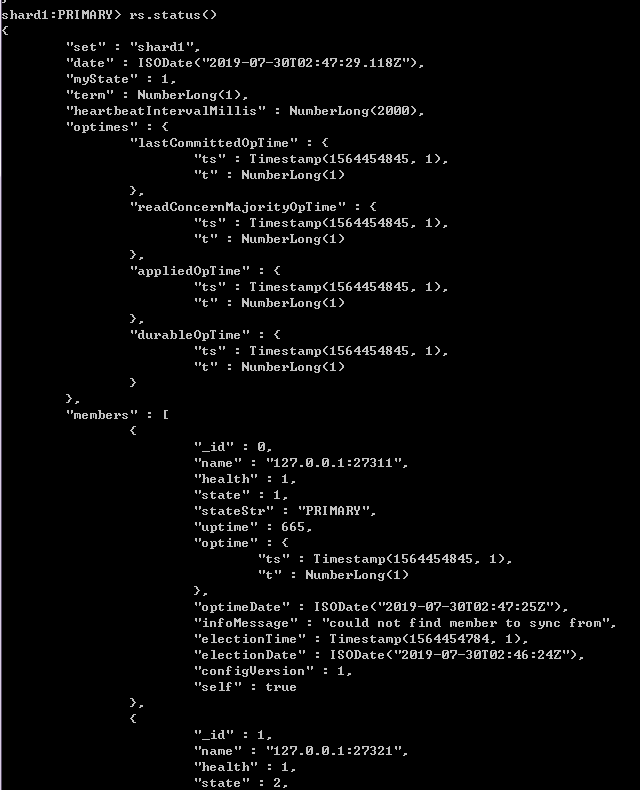 shard1:PRIMARY> rs.status()
{
"set" : "shard1",
"date" : ISODate("2019-07-30T02:47:29.118Z"),
"myState" : 1,
"term" : NumberLong(1),
"heartbeatIntervalMillis" : NumberLong(2000),
"optimes" : {
"lastCommittedOpTime" : {
"ts" : Timestamp(1564454845, 1),
"t" : NumberLong(1)
},
"readConcernMajorityOpTime" : {
"ts" : Timestamp(1564454845, 1),
"t" : NumberLong(1)
},
"appliedOpTime" : {
"ts" : Timestamp(1564454845, 1),
"t" : NumberLong(1)
},
"durableOpTime" : {
"ts" : Timestamp(1564454845, 1),
"t" : NumberLong(1)
}
},
"members" : [
{
"_id" : 0,
"name" : "127.0.0.1:27311",
"health" : 1,
"state" : 1,
"stateStr" : "PRIMARY",
"uptime" : 665,
"optime" : {
"ts" : Timestamp(1564454845, 1),
"t" : NumberLong(1)
},
"optimeDate" : ISODate("2019-07-30T02:47:25Z"),
"infoMessage" : "could not find member to sync from",
"electionTime" : Timestamp(1564454784, 1),
"electionDate" : ISODate("2019-07-30T02:46:24Z"),
"configVersion" : 1,
"self" : true
},
{
"_id" : 1,
"name" : "127.0.0.1:27321",
"health" : 1,
"state" : 2,